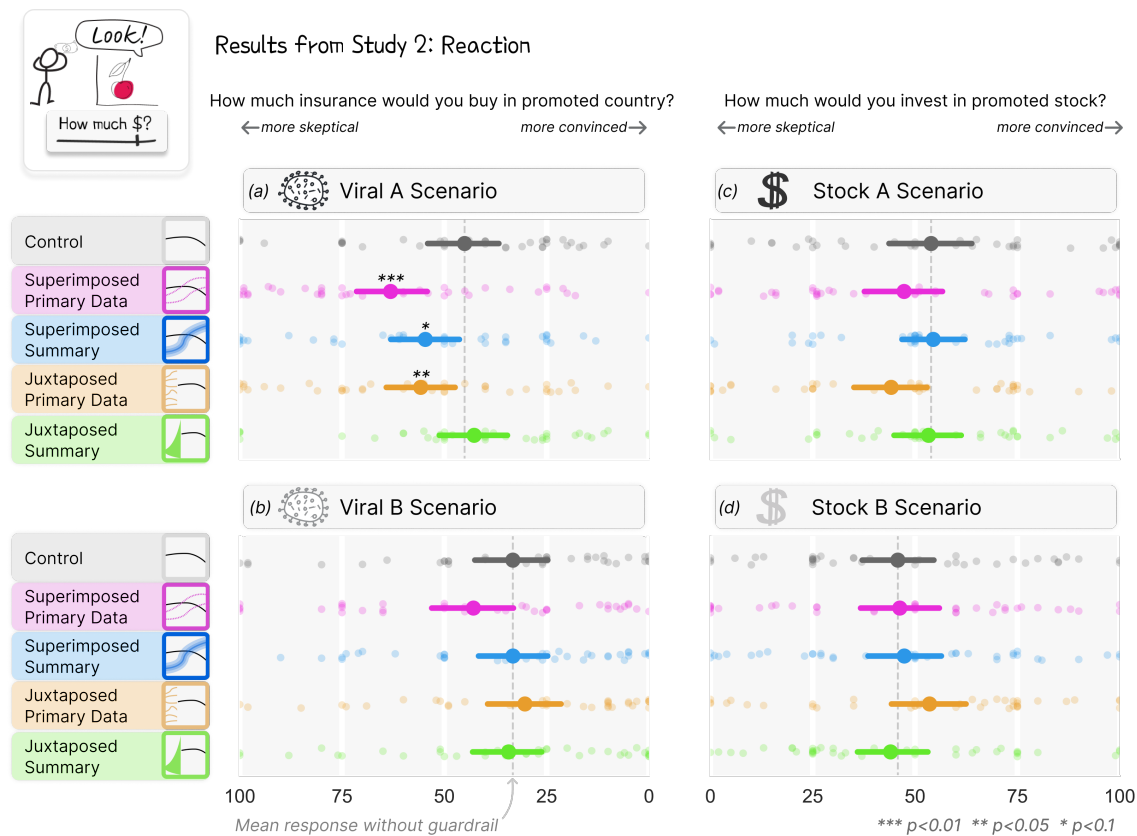 Look!
How much $?
Results from Study 2: Reaction
How much insurance would you buy in promoted country?
←more skeptical
more convinced→
How much would you invest in promoted stock?
←more skeptical
more convinced→
(a) Viral A Scenario
(c) $ Stock A Scenario
Control
Superimposed
Primary Data
Superimposed
Summary
Juxtaposed
Primary Data
Juxtaposed
Summary
***
*
**
(b) Viral B Scenario
(d) $ Stock B Scenario
Control
Superimposed
Primary Data
Superimposed
Summary
Juxtaposed
Primary Data
Juxtaposed
Summary
100 75 50 25 0
0 25 50 75 100
Mean response without guardrail
*** p<0.01 ** p<0.05 * p<0.1